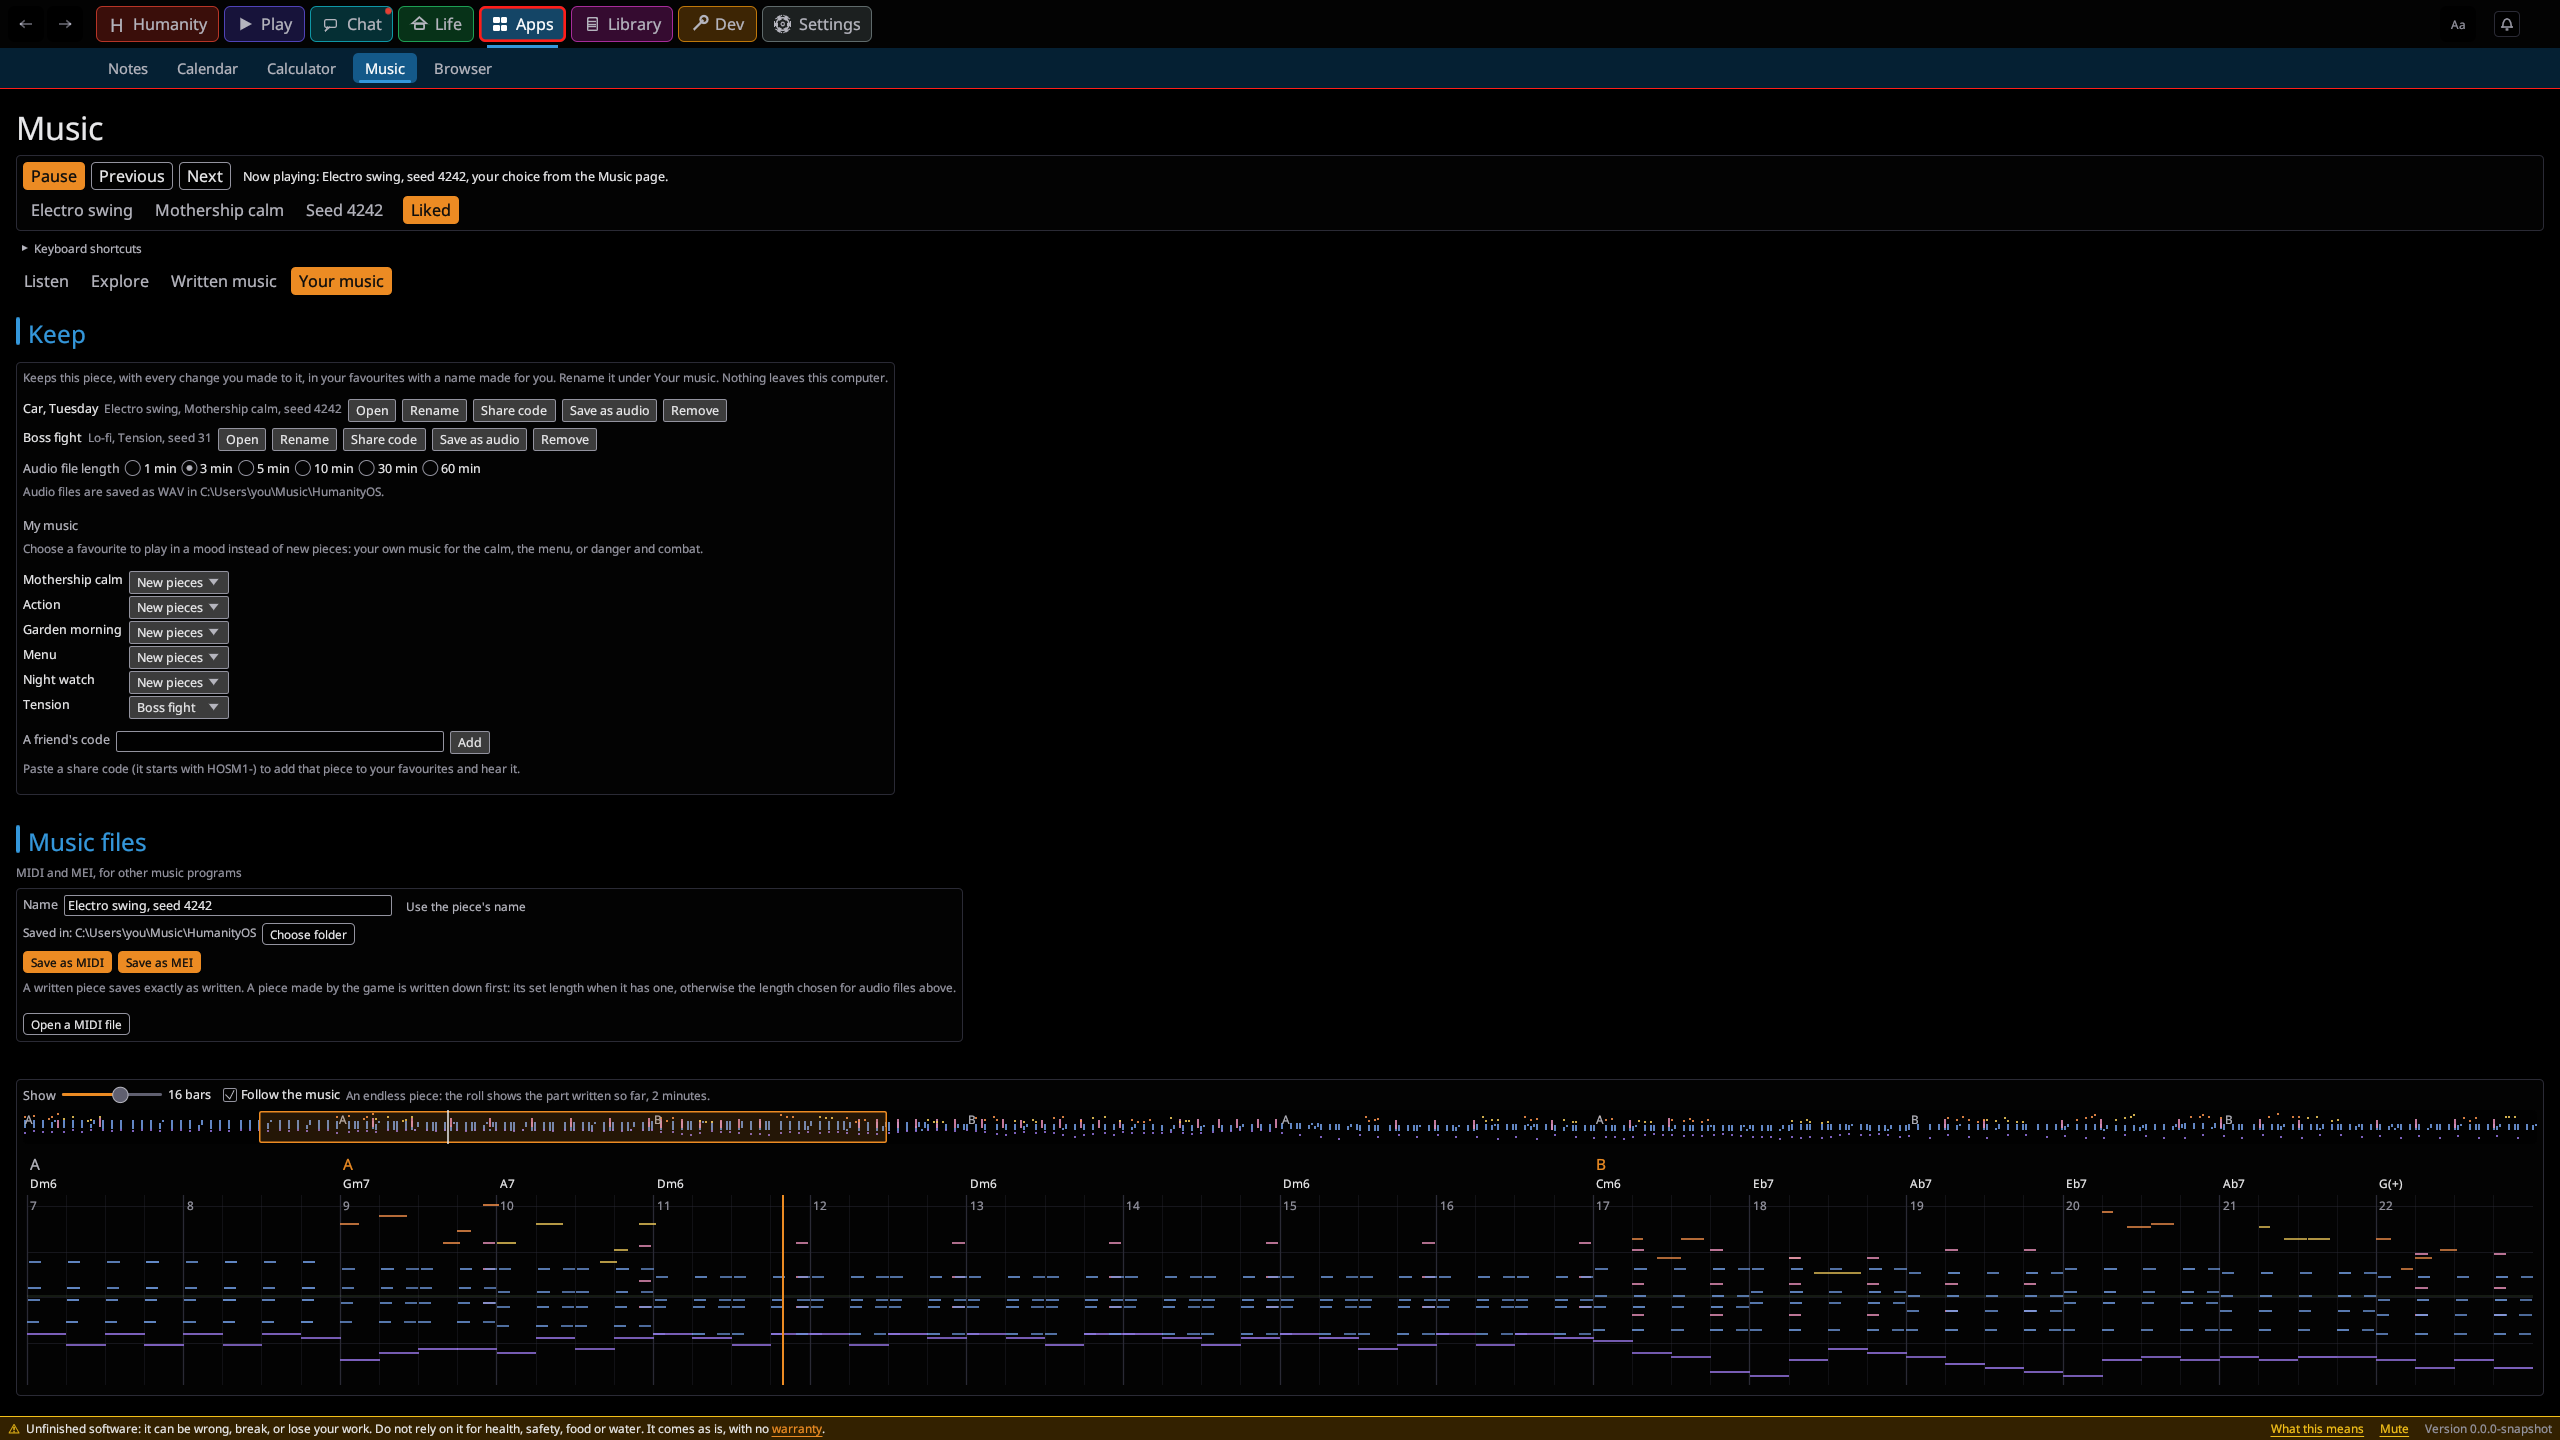 Humanity Play Chat Life Apps Library Dev Settings Aa
Notes Calendar Calculator Music Browser
Music
Pause Previous Next Now playing: Electro swing, seed 4242, your choice from the Music page.
Electro swing Mothership calm Seed 4242 Liked
Keyboard shortcuts
Listen Explore Written music Your music
Keep
Keeps this piece, with every change you made to it, in your favourites with a name made for you. Rename it under Your music. Nothing leaves this computer.
Car, Tuesday Electro swing, Mothership calm, seed 4242 Open Rename Share code Save as audio Remove
Boss fight Lo-fi, Tension, seed 31 Open Rename Share code Save as audio Remove
Audio file length 1 min 3 min 5 min 10 min 30 min 60 min
Audio files are saved as WAV in C:\Users\you\Music\HumanityOS.
My music
Choose a favourite to play in a mood instead of new pieces: your own music for the calm, the menu, or danger and combat.
Mothership calm New pieces
Action New pieces
Garden morning New pieces
Menu New pieces
Night watch New pieces
Tension Boss fight
A friend's code Add
Paste a share code (it starts with HOSM1-) to add that piece to your favourites and hear it.
Music files
MIDI and MEI, for other music programs
Name Electro swing, seed 4242 Use the piece's name
Saved in: C:\Users\you\Music\HumanityOS Choose folder
Save as MIDI Save as MEI
A written piece saves exactly as written. A piece made by the game is written down first: its set length when it has one, otherwise the length chosen for audio files above.
Open a MIDI file
Show 16 bars Follow the music An endless piece: the roll shows the part written so far, 2 minutes.
A A B B A A B B
A A B
Dm6 Gm7 A7 Dm6 Dm6 Dm6 Cm6 Eb7 Ab7 Eb7 Ab7 G(+)
7 8 9 10 11 12 13 14 15 16 17 18 19 20 21 22
Unfinished software: it can be wrong, break, or lose your work. Do not rely on it for health, safety, food or water. It comes as is, with no warranty. What this means Mute Version 0.0.0-snapshot